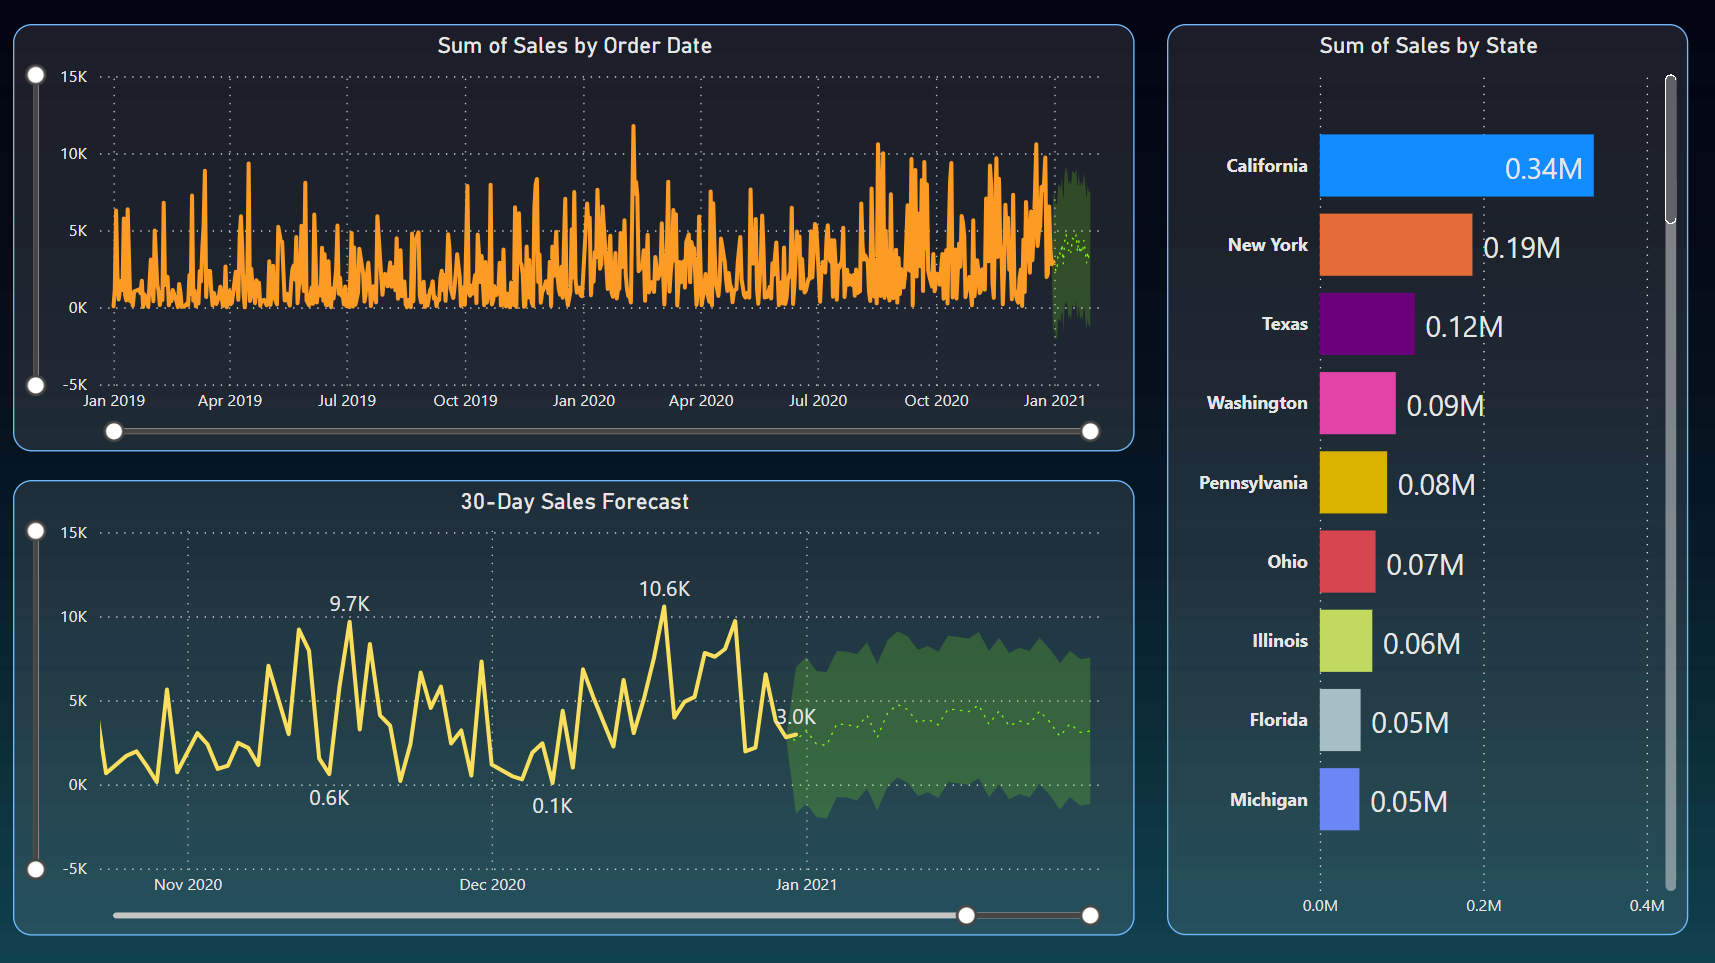 Sum of Sales by Order Date
15K
10K
5K
0K
-5K
Jan 2019 Apr 2019 Jul 2019 Oct 2019 Jan 2020 Apr 2020 Jul 2020 Oct 2020 Jan 2021
30-Day Sales Forecast
15K
10.6K
9.7K
10K
5K
3.0K
0K
0.6K
0.1K
-5K
Nov 2020 Dec 2020 Jan 2021
Sum of Sales by State
California 0.34M
New York 0.19M
Texas 0.12M
Washington 0.09M
Pennsylvania 0.08M
Ohio 0.07M
Illinois 0.06M
Florida 0.05M
Michigan 0.05M
0.0M 0.2M 0.4M